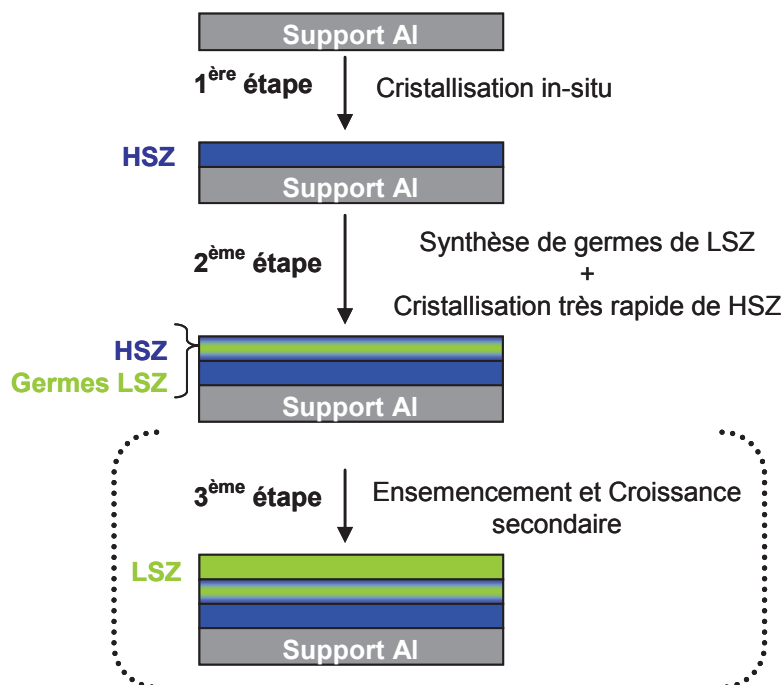 Support Al
1ère étape
Cristallisation in-situ
HSZ
Support Al
2ème étape
Synthèse de germes de LSZ
+
Cristallisation très rapide de HSZ
HSZ
Germes LSZ
Support Al
3ème étape
Ensemencement et Croissance
secondaire
LSZ
Support Al